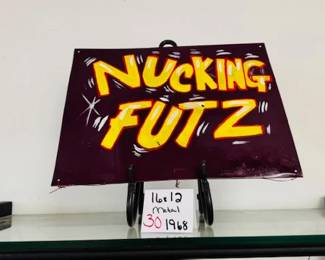 NUCKING
FUTZ
16x12
Metal
30 1968